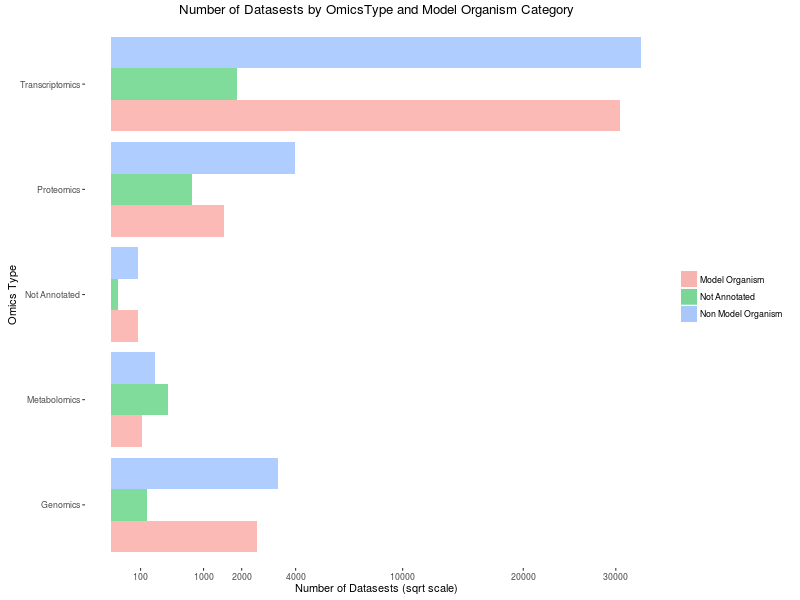 Number of Datasests by OmicsType and Model Organism Category
Omics Type
Transcriptomics
Proteomics
Not Annotated
Metabolomics
Genomics
Model Organism
Not Annotated
Non Model Organism
100 1000 2000 4000 10000 20000 30000
Number of Datasests (sqrt scale)